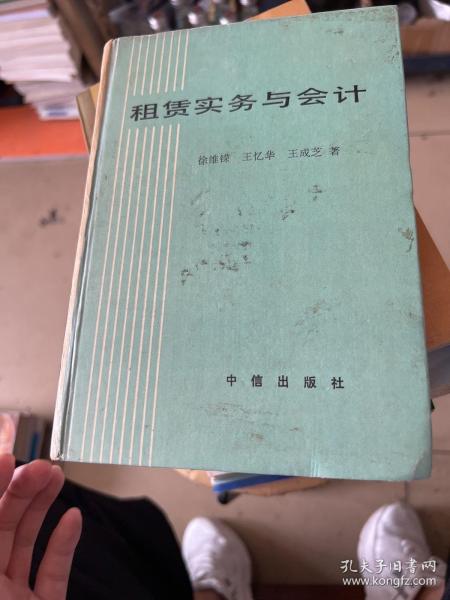 租赁实务与会计
徐维镁 王忆华 王成芝 著
中信出版社
孔夫子旧书网
www.kongfz.com